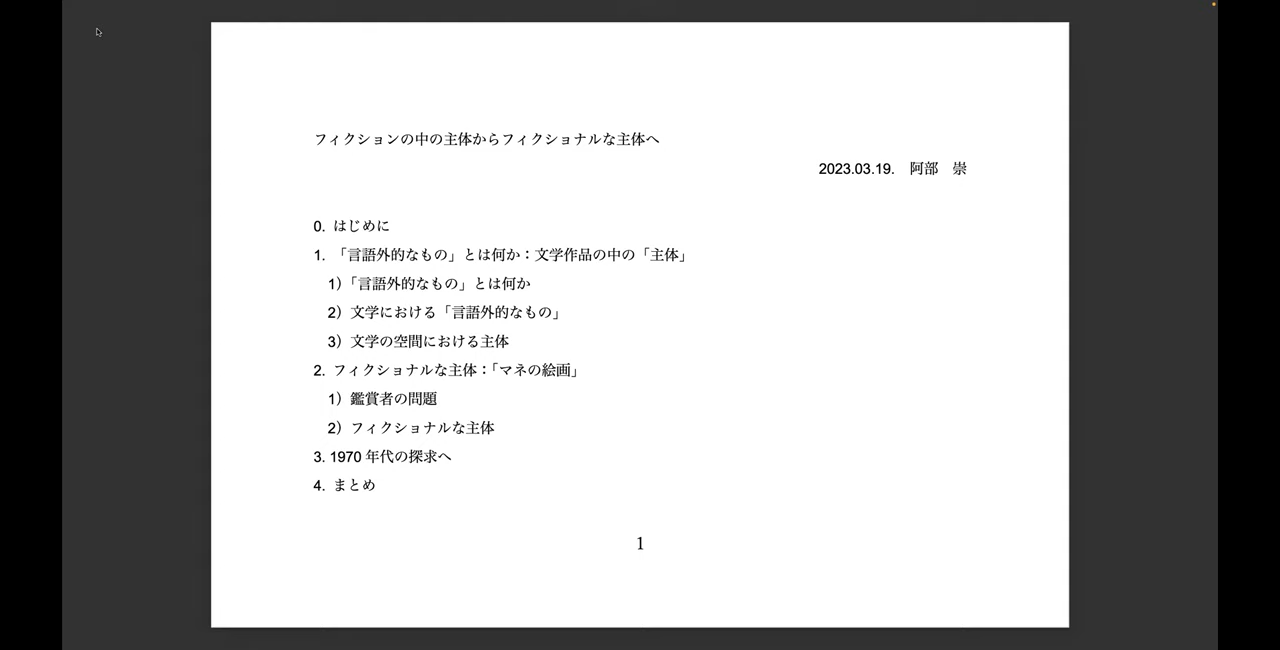 フィクションの中の主体からフィクショナルな主体へ
2023.03.19.　阿部　崇
0. はじめに
1. 「言語外的なもの」とは何か：文学作品の中の「主体」
1）「言語外的なもの」とは何か
2）文学における「言語外的なもの」
3）文学の空間における主体
2. フィクショナルな主体：「マネの絵画」
1）鑑賞者の問題
2）フィクショナルな主体
3. 1970 年代の探求へ
4. まとめ
1